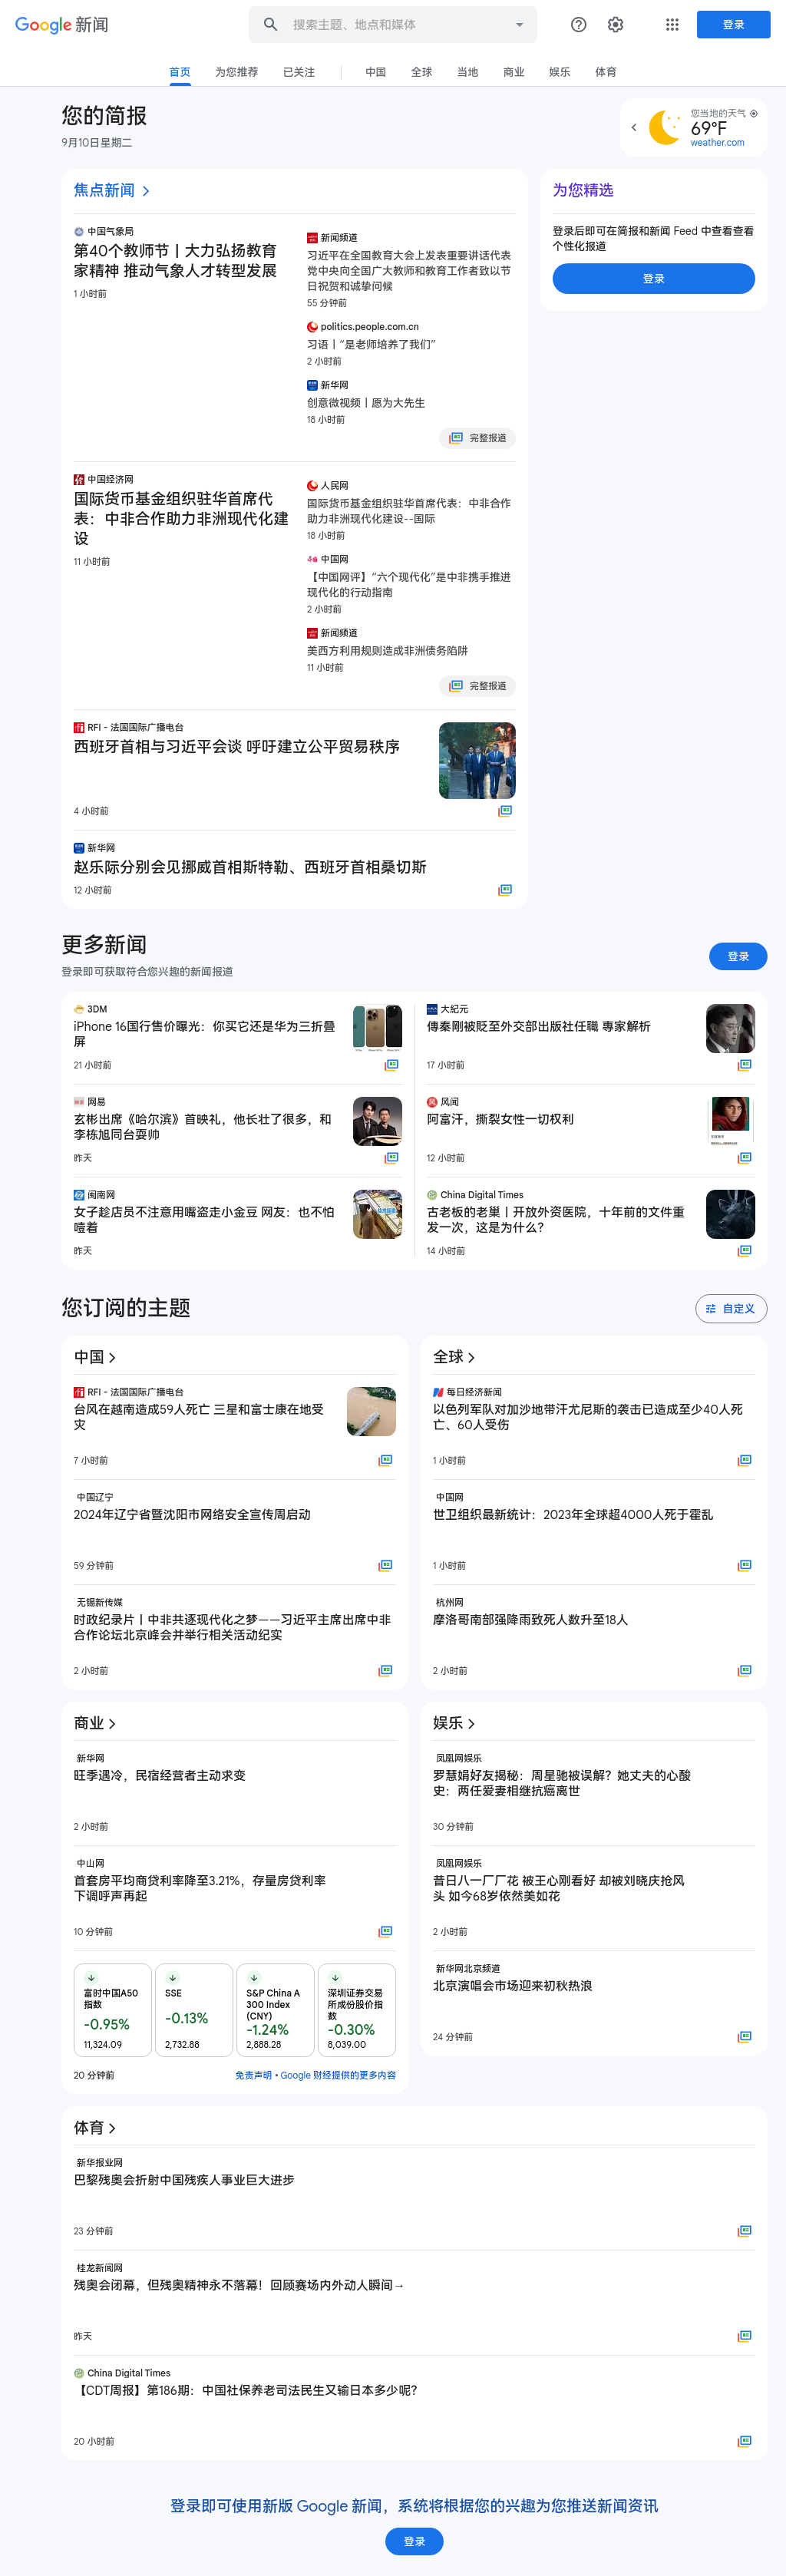 Google 新闻
搜索主题、地点和媒体
登录
首页
为您推荐
已关注
中国
全球
当地
商业
娱乐
体育
您的简报
9月10日星期二
您当地的天气
69°F
weather.com
焦点新闻
中国气象局
第40个教师节丨大力弘扬教育
家精神 推动气象人才转型发展
1 小时前
新闻频道
习近平在全国教育大会上发表重要讲话代表
党中央向全国广大教师和教育工作者致以节
日祝贺和诚挚问候
55 分钟前
politics.people.com.cn
习语丨“是老师培养了我们”
2 小时前
新华网
创意微视频丨愿为大先生
18 小时前
完整报道
中国经济网
国际货币基金组织驻华首席代
表：中非合作助力非洲现代化建
设
11 小时前
人民网
国际货币基金组织驻华首席代表：中非合作
助力非洲现代化建设--国际
18 小时前
中国网
【中国网评】“六个现代化”是中非携手推进
现代化的行动指南
2 小时前
新闻频道
美西方利用规则造成非洲债务陷阱
11 小时前
完整报道
RFI - 法国国际广播电台
西班牙首相与习近平会谈 呼吁建立公平贸易秩序
4 小时前
新华网
赵乐际分别会见挪威首相斯特勒、西班牙首相桑切斯
12 小时前
为您精选
登录后即可在简报和新闻 Feed 中查看查看
个性化报道
登录
更多新闻
登录即可获取符合您兴趣的新闻报道
登录
3DM
iPhone 16国行售价曝光：你买它还是华为三折叠
屏
21 小时前
网易
玄彬出席《哈尔滨》首映礼，他长壮了很多，和
李栋旭同台耍帅
昨天
闽南网
女子趁店员不注意用嘴盗走小金豆 网友：也不怕
噎着
昨天
大紀元
傳秦剛被貶至外交部出版社任職 專家解析
17 小时前
风闻
阿富汗，撕裂女性一切权利
12 小时前
China Digital Times
古老板的老巢丨开放外资医院，十年前的文件重
发一次，这是为什么？
14 小时前
您订阅的主题
自定义
中国
RFI - 法国国际广播电台
台风在越南造成59人死亡 三星和富士康在地受
灾
7 小时前
中国辽宁
2024年辽宁省暨沈阳市网络安全宣传周启动
59 分钟前
无锡新传媒
时政纪录片丨中非共逐现代化之梦——习近平主席出席中非
合作论坛北京峰会并举行相关活动纪实
2 小时前
全球
每日经济新闻
以色列军队对加沙地带汗尤尼斯的袭击已造成至少40人死
亡、60人受伤
1 小时前
中国网
世卫组织最新统计：2023年全球超4000人死于霍乱
1 小时前
杭州网
摩洛哥南部强降雨致死人数升至18人
2 小时前
商业
新华网
旺季遇冷，民宿经营者主动求变
2 小时前
中山网
首套房平均商贷利率降至3.21%，存量房贷利率
下调呼声再起
10 分钟前
富时中国A50
指数
-0.95%
11,324.09
SSE
-0.13%
2,732.88
S&P China A
300 Index
(CNY)
-1.24%
2,888.28
深圳证券交易
所成份股价指
数
-0.30%
8,039.00
20 分钟前
免责声明 • Google 财经提供的更多内容
娱乐
凤凰网娱乐
罗慧娟好友揭秘：周星驰被误解？她丈夫的心酸
史：两任爱妻相继抗癌离世
30 分钟前
凤凰网娱乐
昔日八一厂厂花 被王心刚看好 却被刘晓庆抢风
头 如今68岁依然美如花
2 小时前
新华网北京频道
北京演唱会市场迎来初秋热浪
24 分钟前
体育
新华报业网
巴黎残奥会折射中国残疾人事业巨大进步
23 分钟前
桂龙新闻网
残奥会闭幕，但残奥精神永不落幕！回顾赛场内外动人瞬间→
昨天
China Digital Times
【CDT周报】第186期：中国社保养老司法民生又输日本多少呢？
20 小时前
登录即可使用新版 Google 新闻，系统将根据您的兴趣为您推送新闻资讯
登录